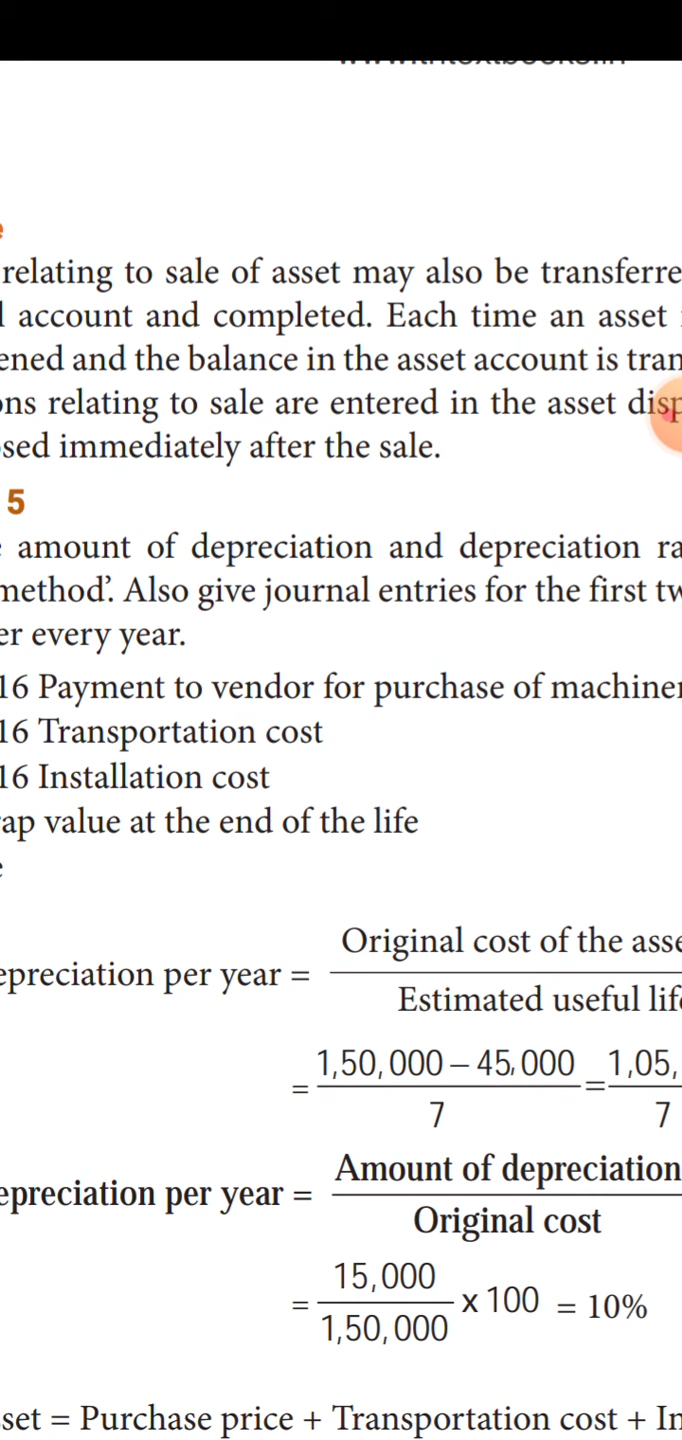 relating to sale of asset may also be transferre
account and completed. Each time an asset
ened and the balance in the asset account is tran
ons relating to sale are entered in the asset disp
sed immediately after the sale.
5
amount of depreciation and depreciation ra
method’. Also give journal entries for the first tw
er every year.
16 Payment to vendor for purchase of machiner
16 Transportation cost
16 Installation cost
rap value at the end of the life
epreciation per year = Original cost of the asse
Estimated useful life
= 1,50,000 – 45,000 = 1,05,
7 7
epreciation per year = Amount of depreciation
Original cost
= 15,000 x 100 = 10%
1,50,000
set = Purchase price + Transportation cost + In